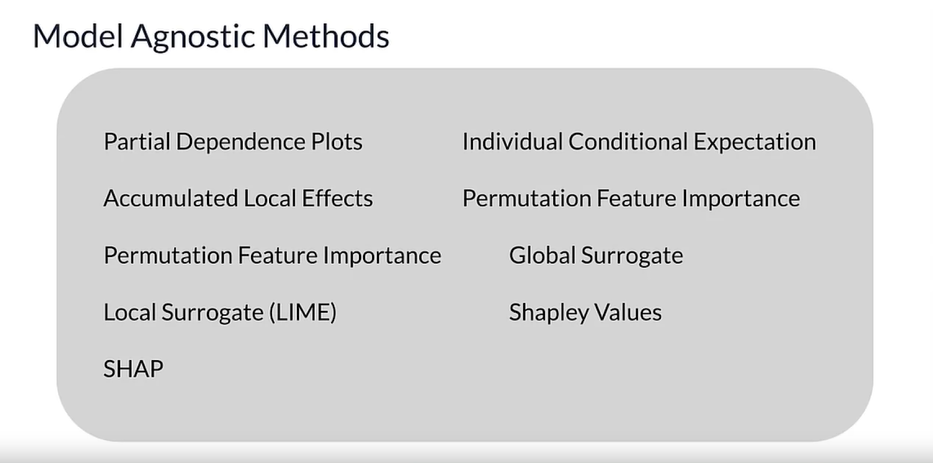 Model Agnostic Methods
Partial Dependence Plots Individual Conditional Expectation
Accumulated Local Effects Permutation Feature Importance
Permutation Feature Importance Global Surrogate
Local Surrogate (LIME) Shapley Values
SHAP